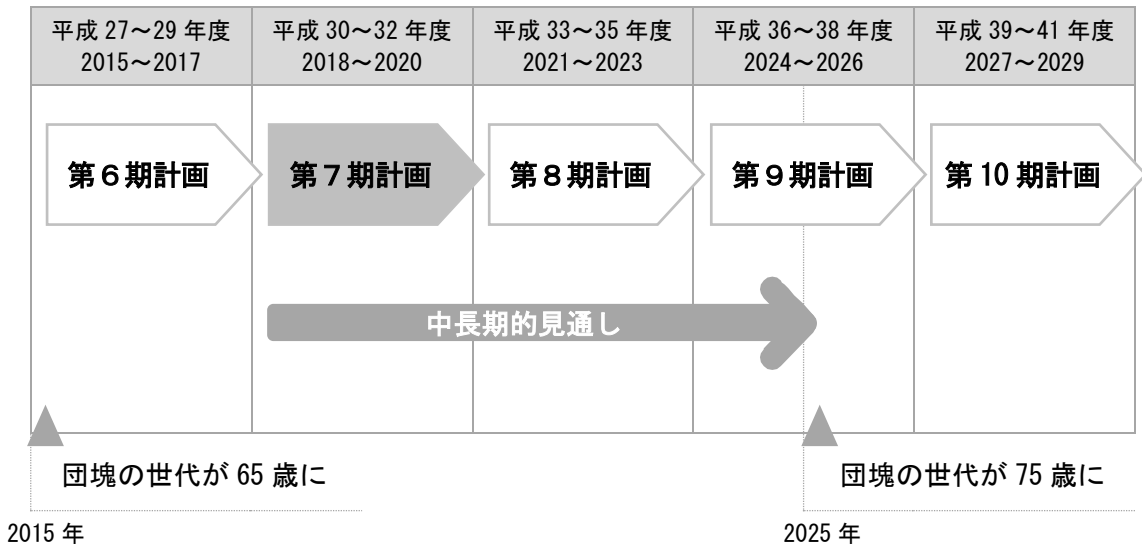 平成 27～29 年度
2015～2017
平成 30～32 年度
2018～2020
平成 33～35 年度
2021～2023
平成 36～38 年度
2024～2026
平成 39～41 年度
2027～2029
第６期計画
第７期計画
第８期計画
第９期計画
第 10 期計画
中長期的見通し
団塊の世代が 65 歳に
団塊の世代が 75 歳に
2015 年
2025 年